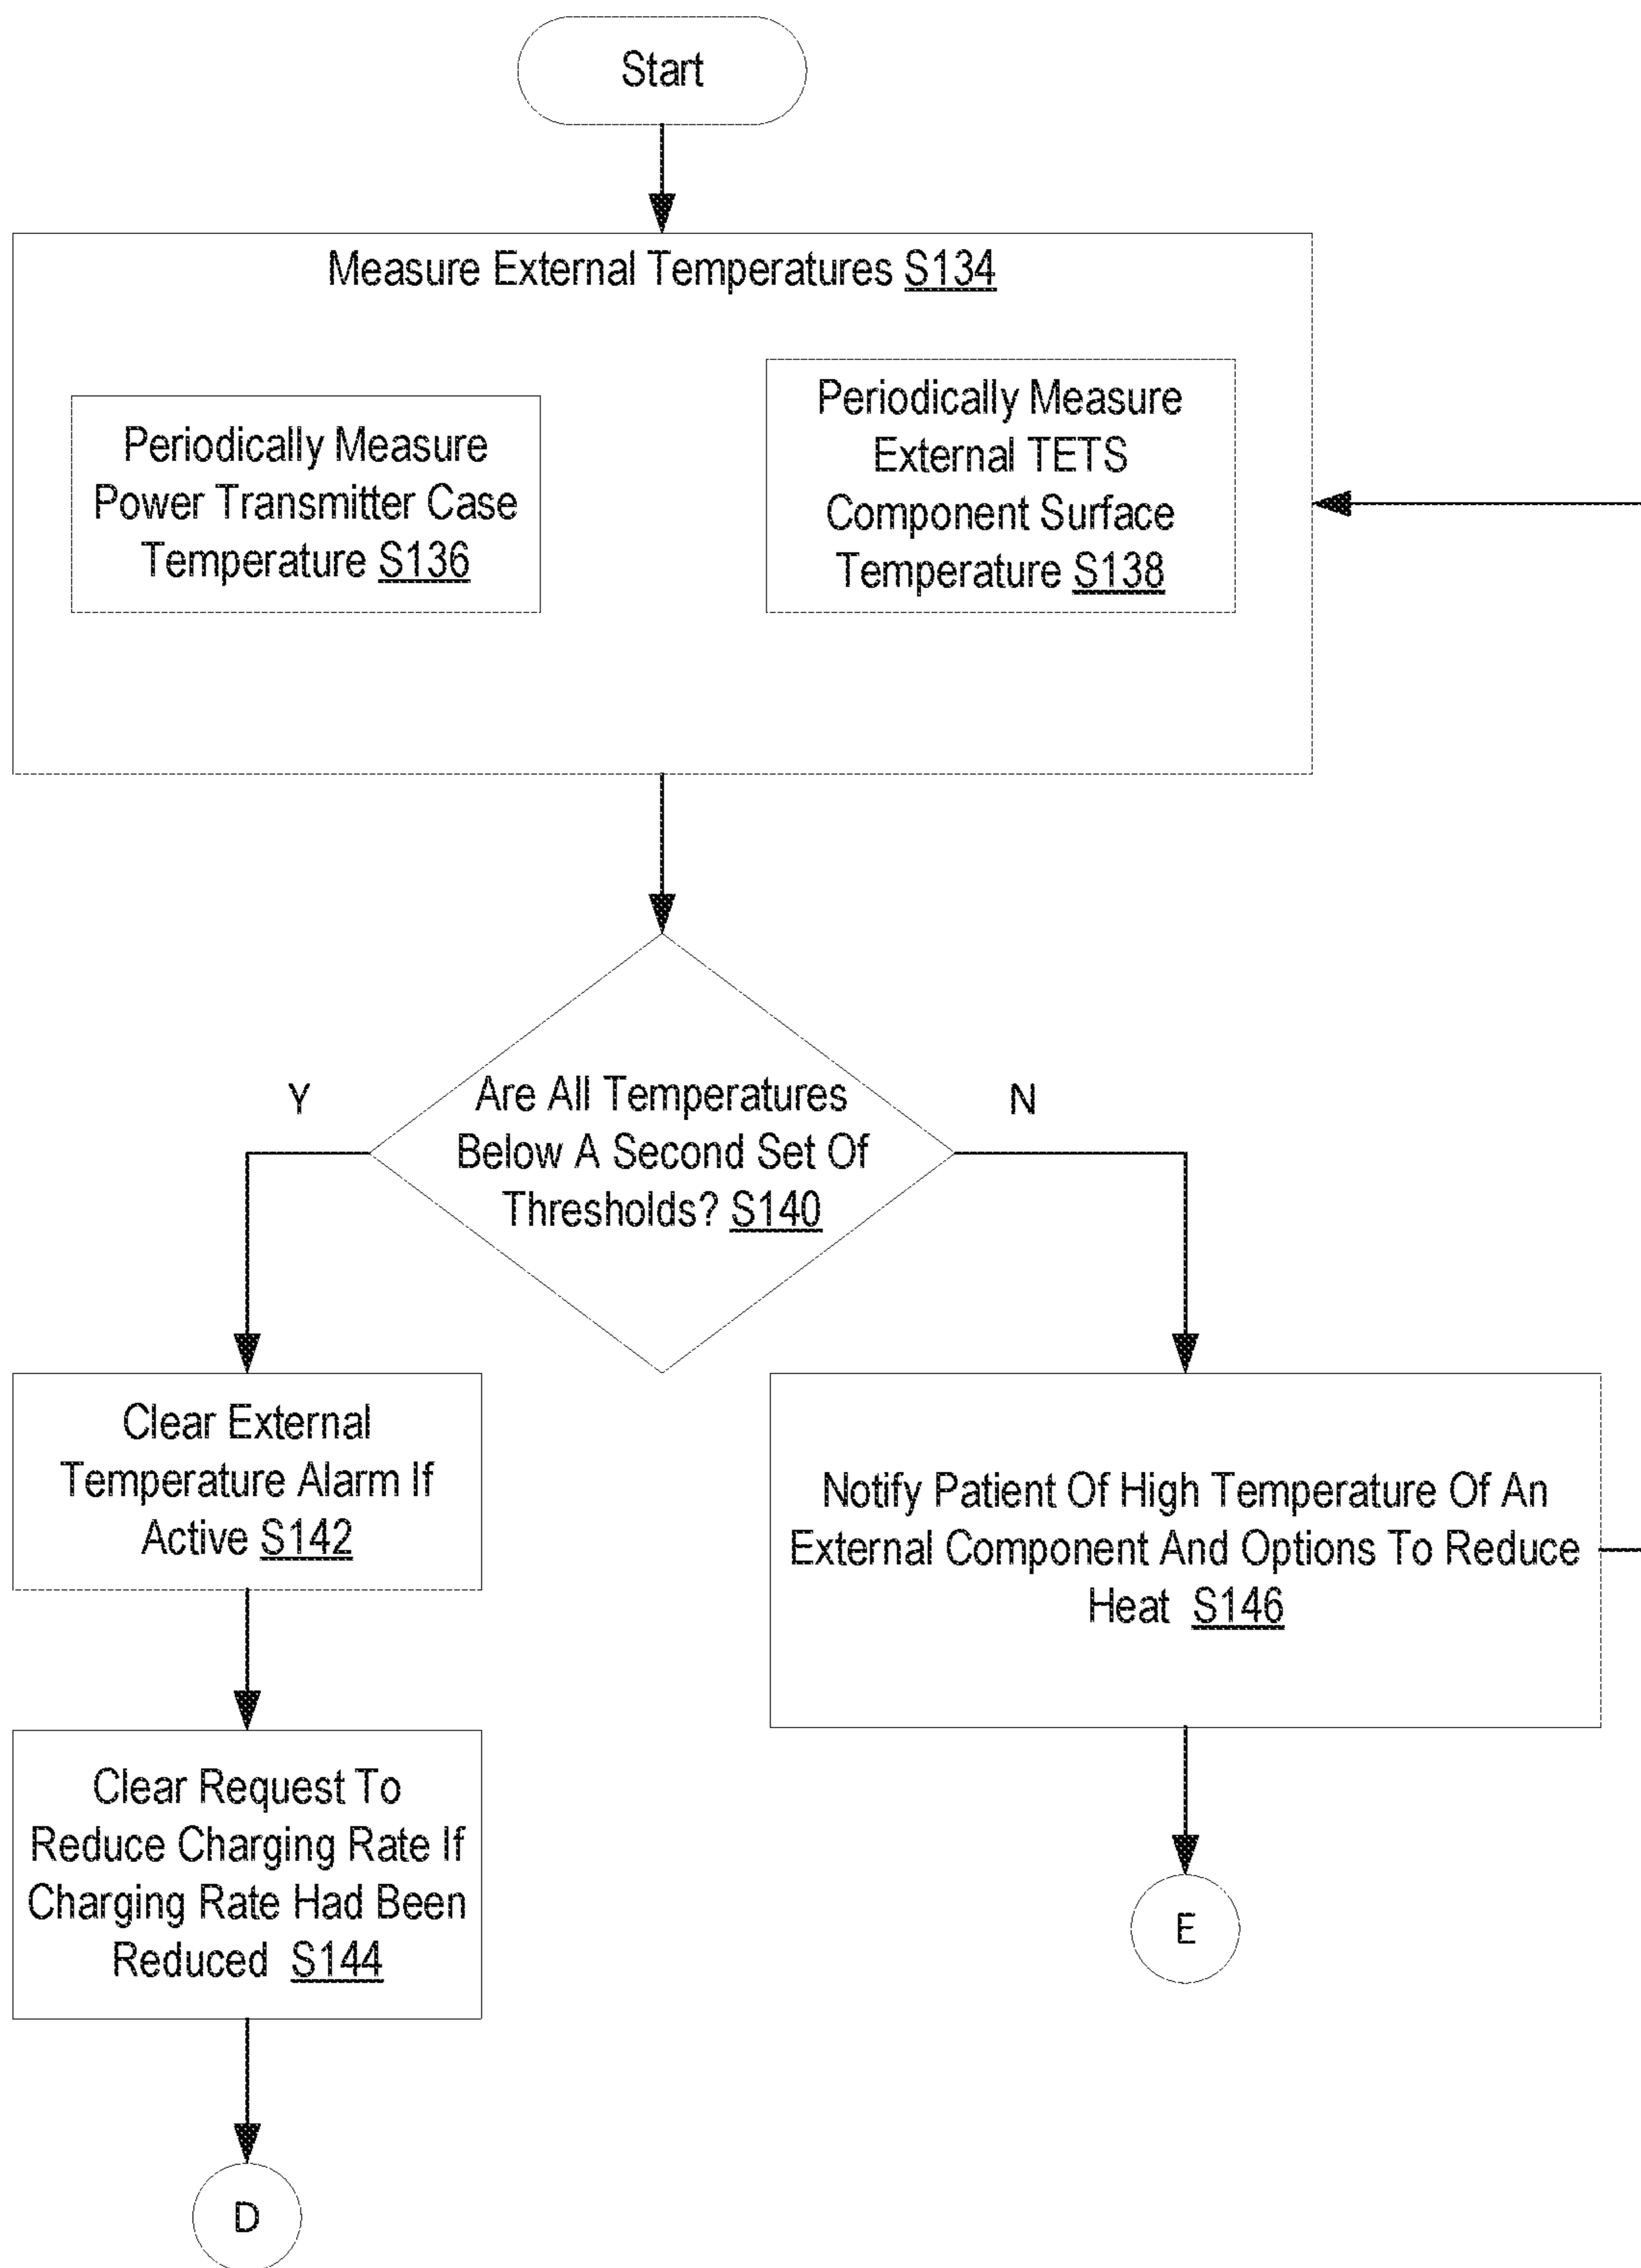 Start
Measure External Temperatures S134
Periodically Measure
Power Transmitter Case
Temperature S136
Periodically Measure
External TETS
Component Surface
Temperature S138
Y
Are All Temperatures
Below A Second Set Of
Thresholds? S140
N
Clear External
Temperature Alarm If
Active S142
Notify Patient Of High Temperature Of An
External Component And Options To Reduce
Heat S146
Clear Request To
Reduce Charging Rate If
Charging Rate Had Been
Reduced S144
E
D